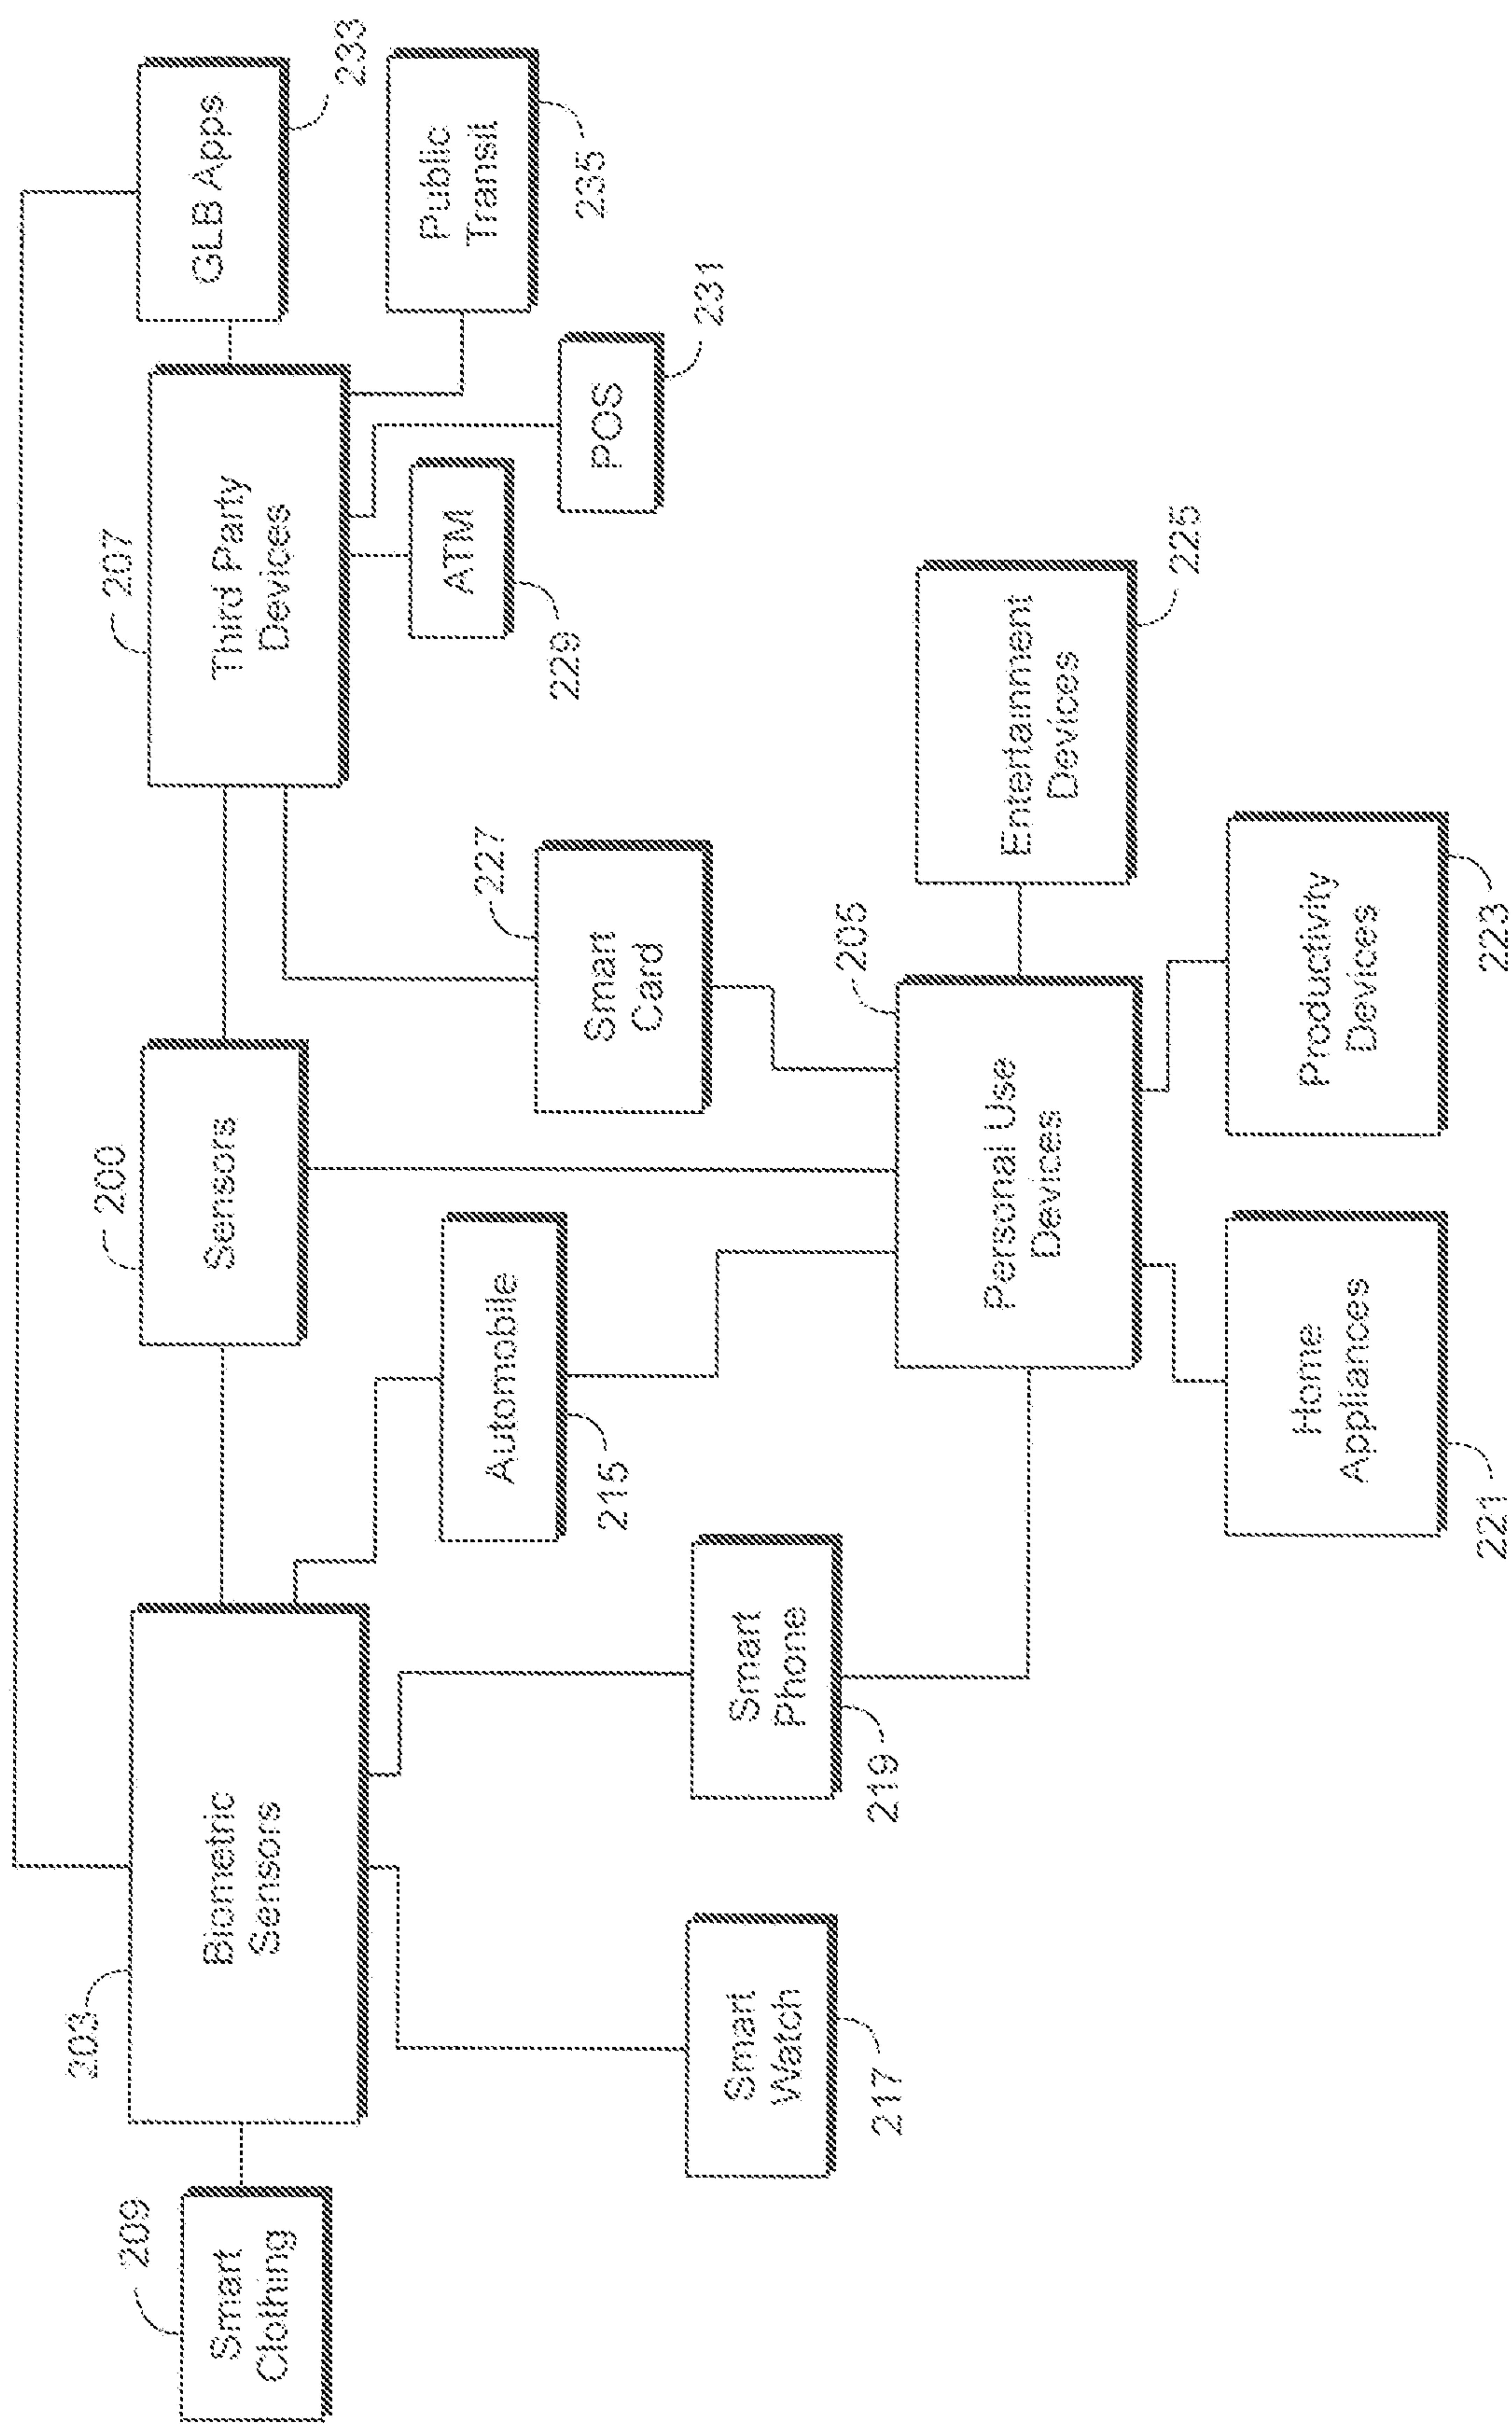 209
Smart
Clothing
203
Biometric
Sensors
200
Sensors
207
Third Party
Devices
GLB Apps
233
Public
Transit
235
POS
231
ATM
229
Automobile
215
Smart
Card
227
Smart
Watch
217
Smart
Phone
219
Personal Use
Devices
205
Entertainment
Devices
225
Home
Appliances
221
Productivity
Devices
223